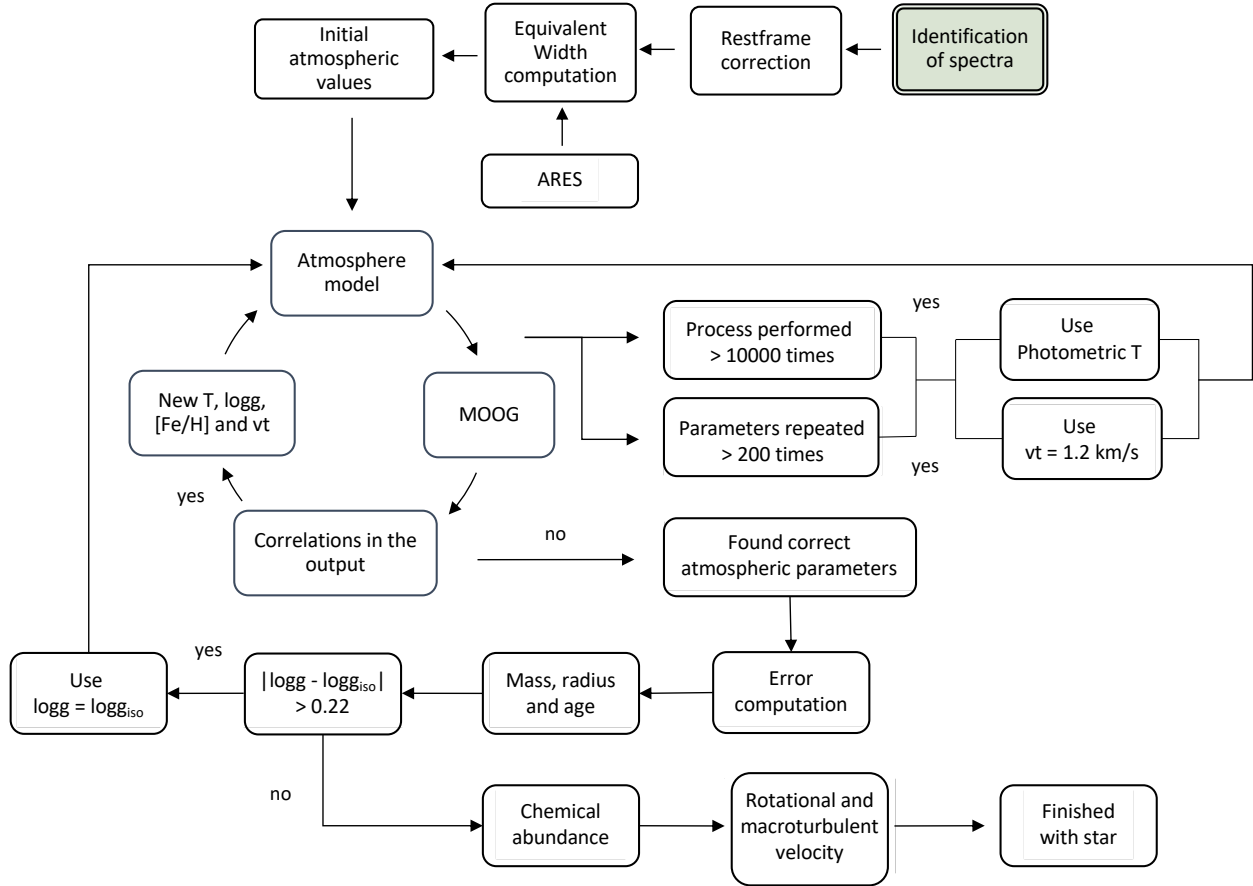 Initial
atmospheric
values
Equivalent
Width
computation
Restframe
correction
Identification
of spectra
ARES
Atmosphere
model
yes
Process performed
> 10000 times
Use
Photometric T
New T, logg,
[Fe/H] and vt
MOOG
Parameters repeated
> 200 times
Use
vt = 1.2 km/s
yes
yes
Correlations in the
output
no
Found correct
atmospheric parameters
yes
Use
logg = logg_iso
|logg - logg_iso|
> 0.22
Mass, radius
and age
Error
computation
no
Chemical
abundance
Rotational and
macroturbulent
velocity
Finished
with star